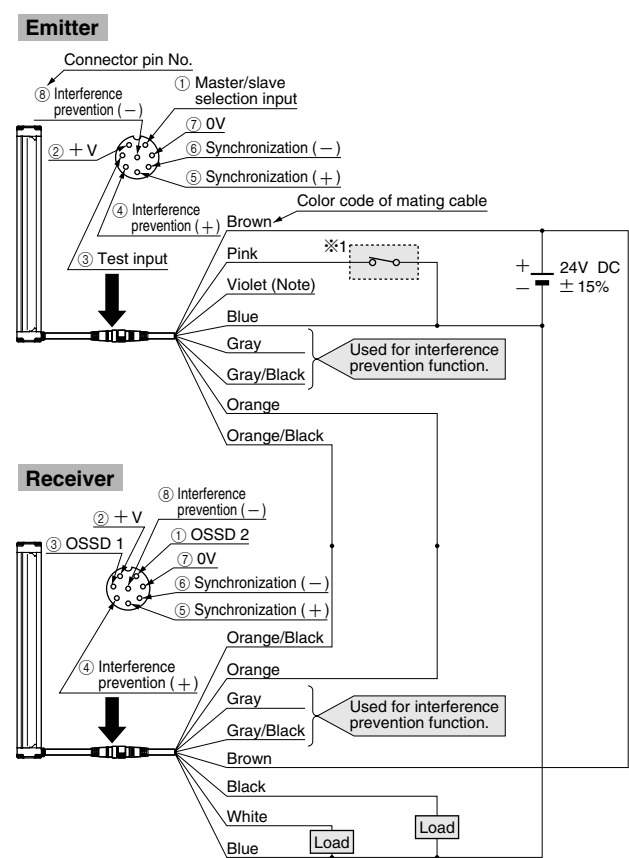 Emitter
Connector pin No.
① Master/slave
selection input
⑧ Interference
prevention (−)
⑦ 0V
② + V
⑥ Synchronization (−)
⑤ Synchronization (+)
④ Interference
prevention (+)
③ Test input
Color code of mating cable
Brown
Pink
※1
Violet (Note)
Blue
Gray
Gray/Black
Used for interference
prevention function.
Orange
Orange/Black
+
−
24V DC
± 15%
Receiver
⑧ Interference
prevention (−)
② + V
① OSSD 2
③ OSSD 1
⑦ 0V
⑥ Synchronization (−)
⑤ Synchronization (+)
④ Interference
prevention (+)
Orange/Black
Orange
Gray
Gray/Black
Used for interference
prevention function.
Brown
Black
White
Load
Load
Blue